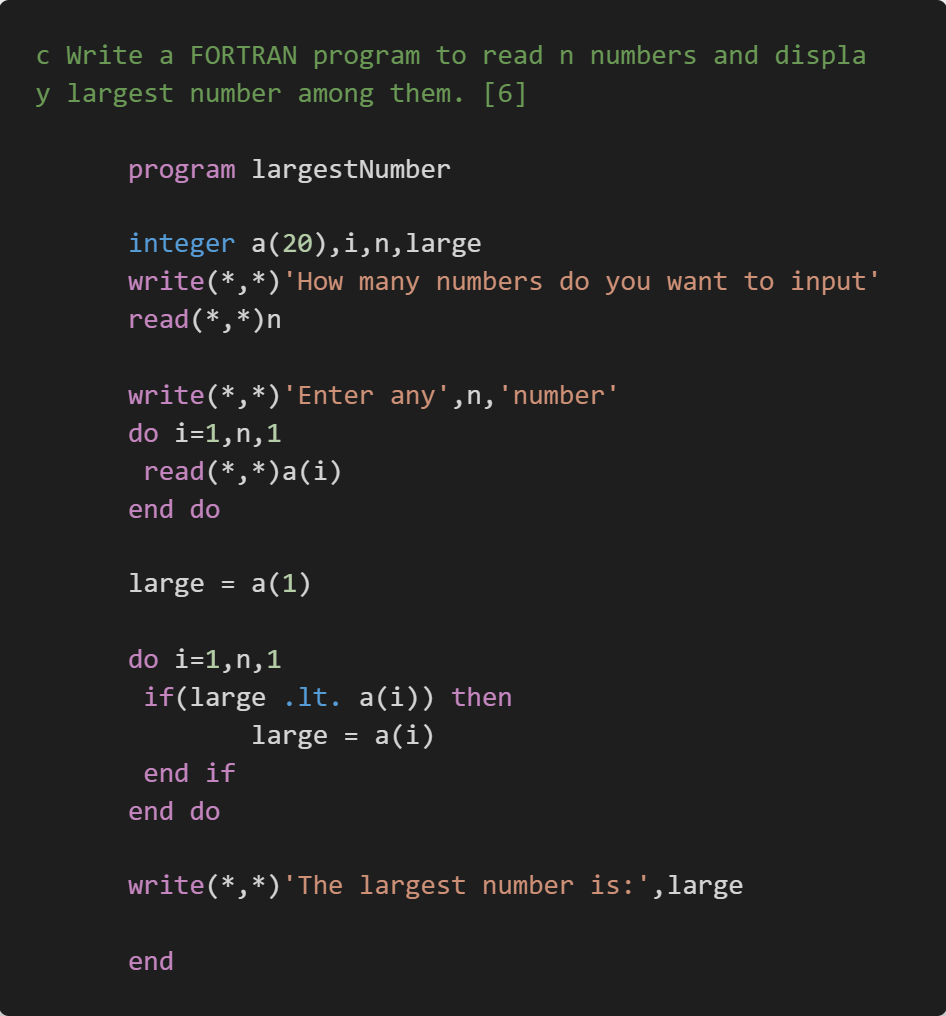 c Write a FORTRAN program to read n numbers and displa
y largest number among them. [6]
program largestNumber
integer a(20),i,n,large
write(*,*)'How many numbers do you want to input'
read(*,*)n
write(*,*)'Enter any',n,'number'
do i=1,n,1
read(*,*)a(i)
end do
large = a(1)
do i=1,n,1
if(large .lt. a(i)) then
large = a(i)
end if
end do
write(*,*)'The largest number is:',large
end